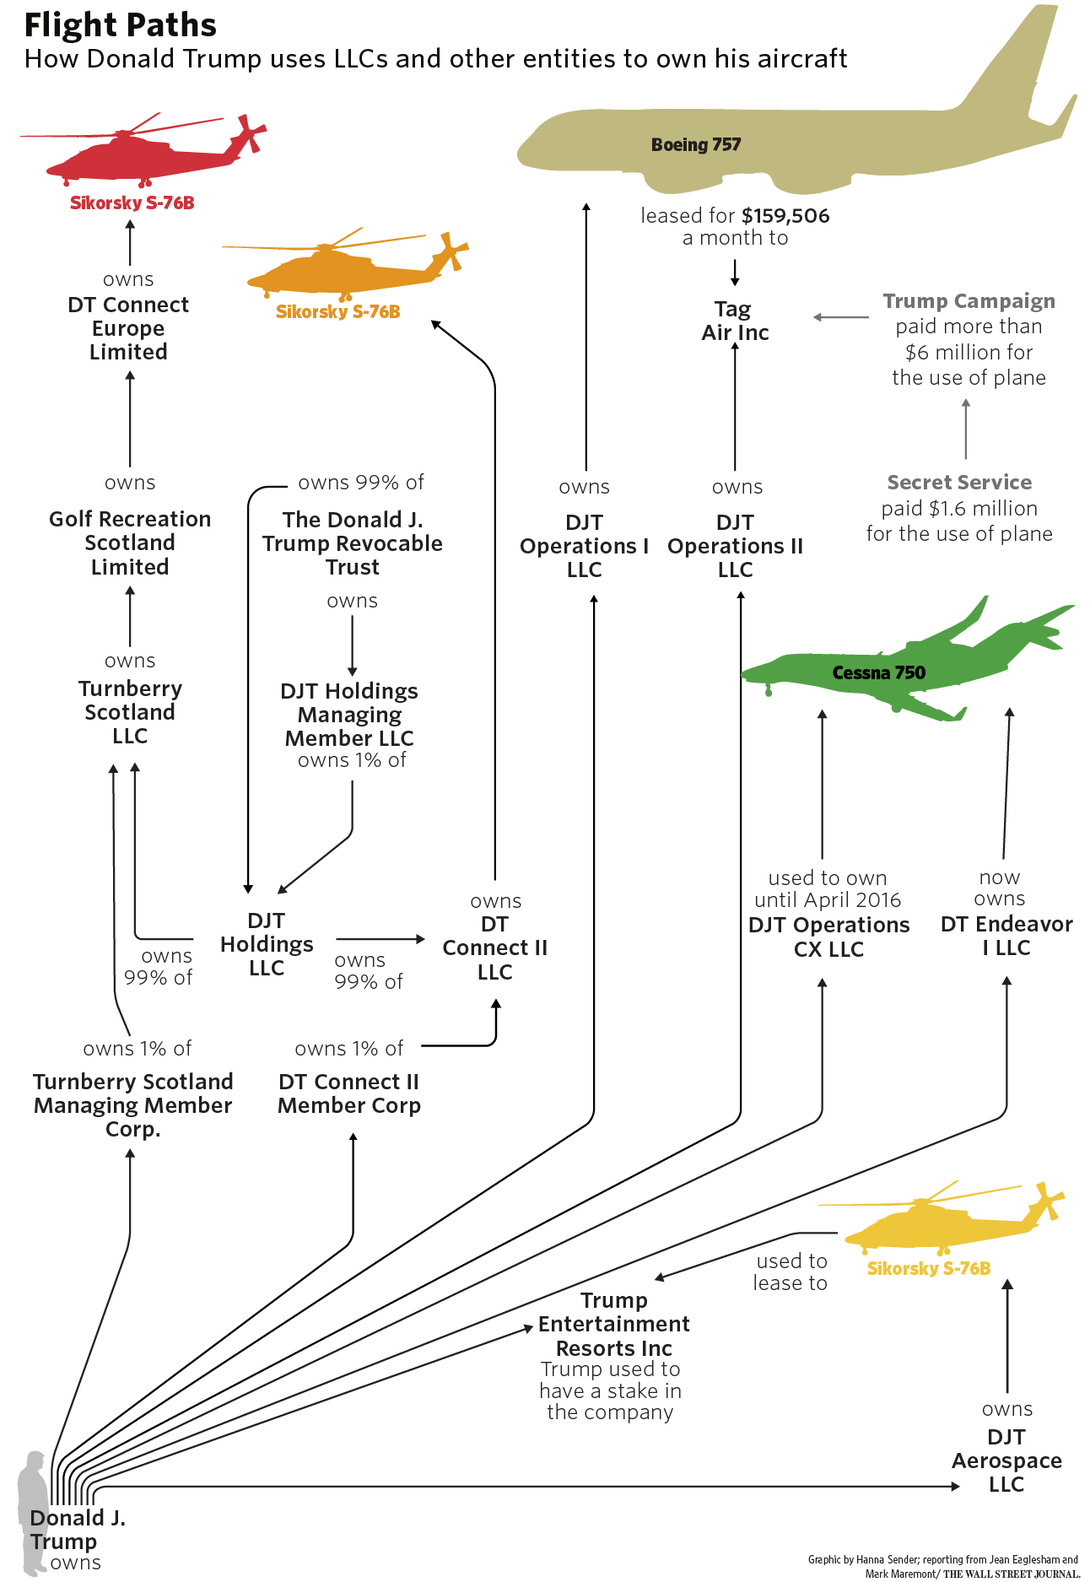 Flight Paths
How Donald Trump uses LLCs and other entities to own his aircraft
Boeing 757
Sikorsky S-76B
leased for $159,506
a month to
owns
DT Connect
Europe
Limited
Sikorsky S-76B
Tag
Air Inc
Trump Campaign
paid more than
$6 million for
the use of plane
owns
Golf Recreation
Scotland
Limited
owns 99% of
The Donald J.
Trump Revocable
Trust
owns
owns
DJT
Operations I
LLC
owns
DJT
Operations II
LLC
Secret Service
paid $1.6 million
for the use of plane
owns
Turnberry
Scotland
LLC
DJT Holdings
Managing
Member LLC
owns 1% of
Cessna 750
used to own
until April 2016
DJT Operations
CX LLC
now
owns
DT Endeavor
I LLC
DJT
Holdings
LLC
owns
99% of
owns
99% of
owns
DT
Connect II
LLC
owns 1% of
Turnberry Scotland
Managing Member
Corp.
owns 1% of
DT Connect II
Member Corp
used to
lease to
Sikorsky S-76B
Trump
Entertainment
Resorts Inc
Trump used to
have a stake in
the company
owns
DJT
Aerospace
LLC
Donald J.
Trump
owns
Graphic by Hanna Sender; reporting from Jean Eaglesham and
Mark Maremont/ THE WALL STREET JOURNAL.